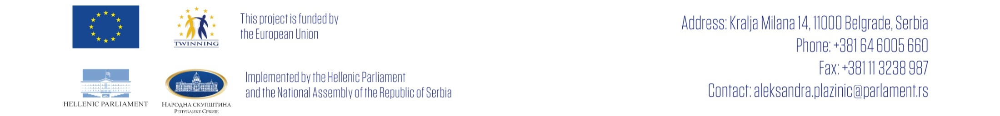 This project is funded by
the European Union
TWINNING
Implemented by the Hellenic Parliament
and the National Assembly of the Republic of Serbia
HELLENIC PARLIAMENT
НАРОДНА СКУПШТИНА
РЕПУБЛИКЕ СРБИЈЕ
Address: Kralja Milana 14, 11000 Belgrade, Serbia
Phone: +381 64 6005 660
Fax: +381 11 3238 987
Contact: aleksandra.plazinic@parlament.rs